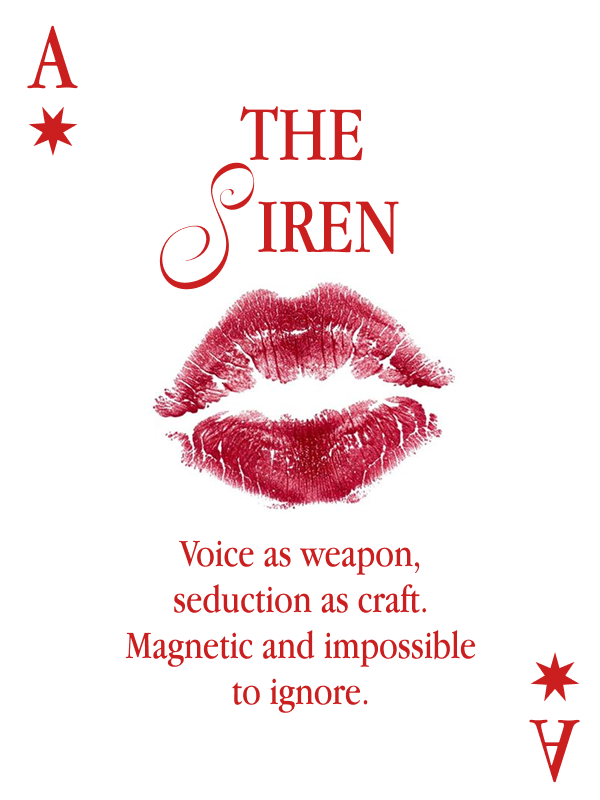 A
THE
SIREN
Voice as weapon,
seduction as craft.
Magnetic and impossible
to ignore.
A